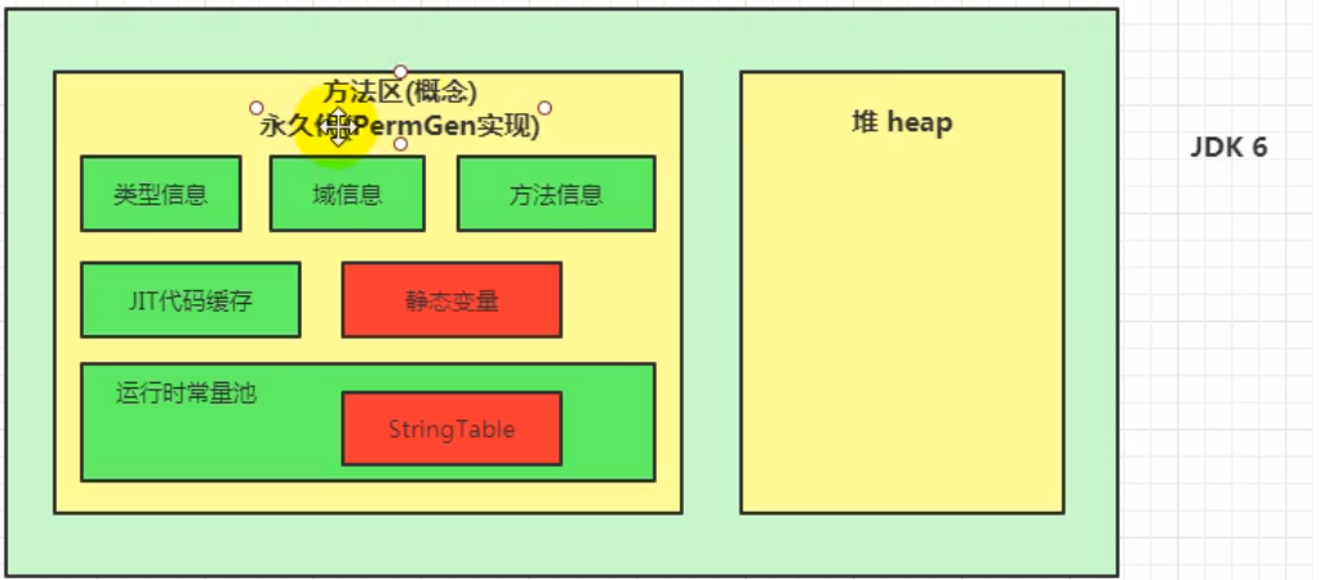 方法区(概念)
永久代(PermGen实现)
堆 heap
JDK 6
类型信息
域信息
方法信息
JIT代码缓存
静态变量
运行时常量池
StringTable